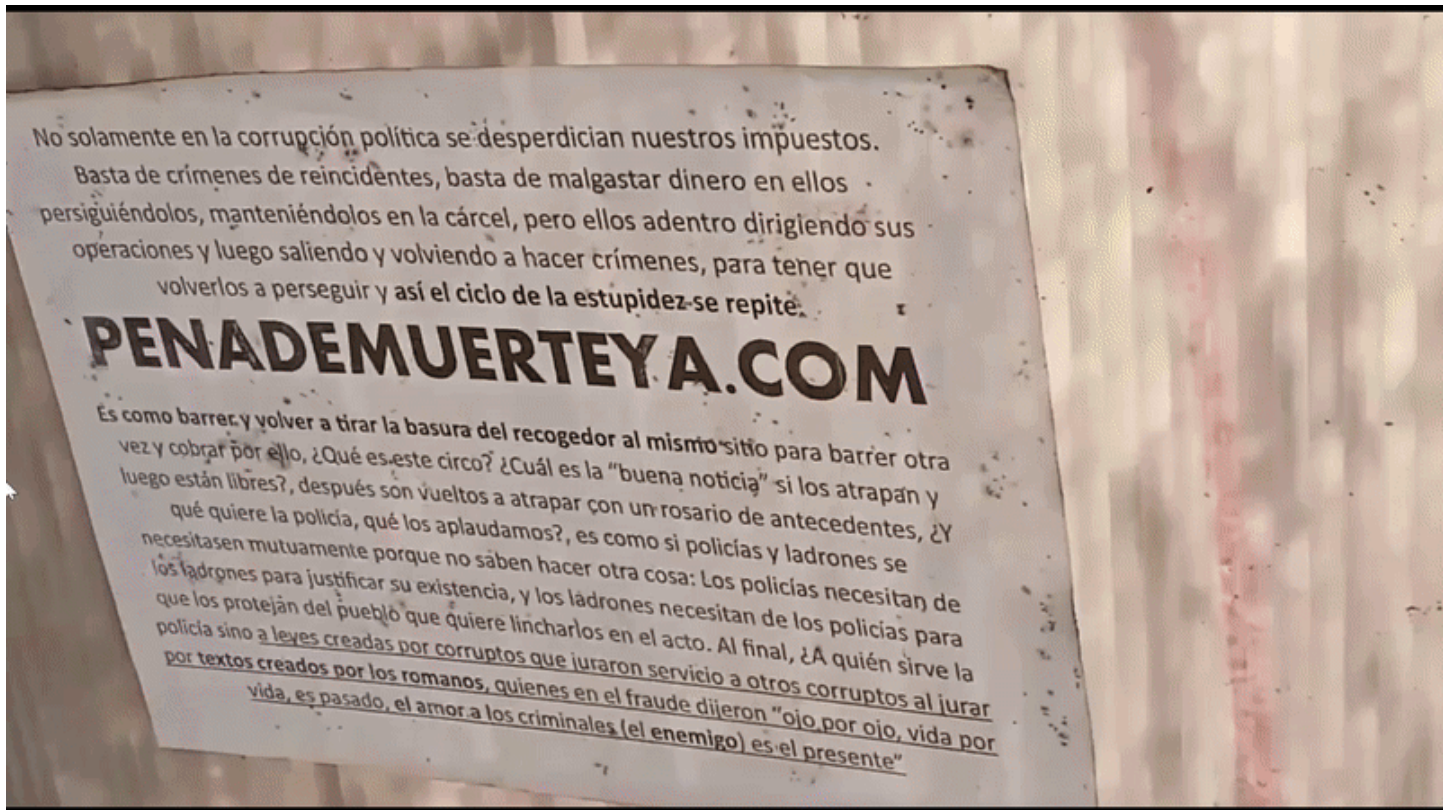 No solamente en la corrupción política se desperdician nuestros impuestos.
Basta de crímenes de reincidentes, basta de malgastar dinero en ellos
persiguiéndolos, manteniéndolos en la cárcel, pero ellos adentro dirigiendo sus
operaciones y luego saliendo y volviendo a hacer crímenes, para tener que
volverlos a perseguir y así el ciclo de la estupidez se repite.
PENADEMUERTEYA.COM
Es como barrer y volver a tirar la basura del recogedor al mismo sitio para barrer otra
vez y cobrar por ello, ¿Qué es este circo? ¿Cuál es la "buena noticia" si los atrapan y
luego están libres?, después son vueltos a atrapar con un rosario de antecedentes, ¿Y
qué quiere la policía, qué los aplaudamos?, es como si policías y ladrones se
necesitasen mutuamente porque no saben hacer otra cosa: Los policías necesitan de
los ladrones para justificar su existencia, y los ladrones necesitan de los policías para
que los protejan del pueblo que quiere lincharlos en el acto. Al final, ¿A quién sirve la
policía sino a leyes creadas por corruptos que juraron servicio a otros corruptos al jurar
por textos creados por los romanos, quienes en el fraude dijeron "ojo por ojo, vida por
vida, es pasado, el amor a los criminales (el enemigo) es el presente"